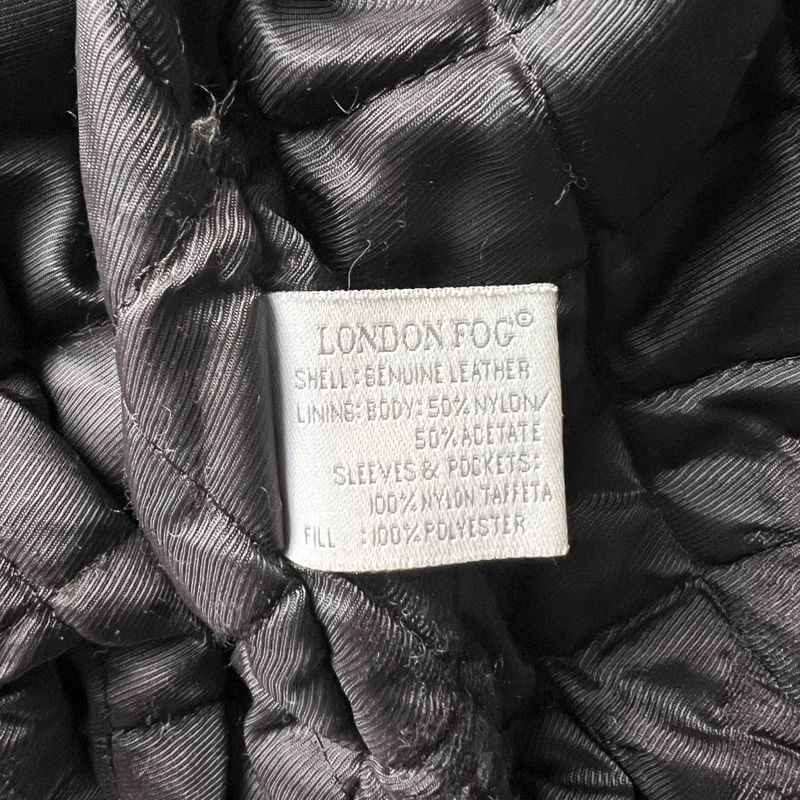 LONDON FOG©
SHELL: GENUINE LEATHER
LINING: BODY: 50% NYLON/
50% ACETATE
SLEEVES & POCKETS:
100% NYLON TAFFETA
FILL : 100% POLYESTER